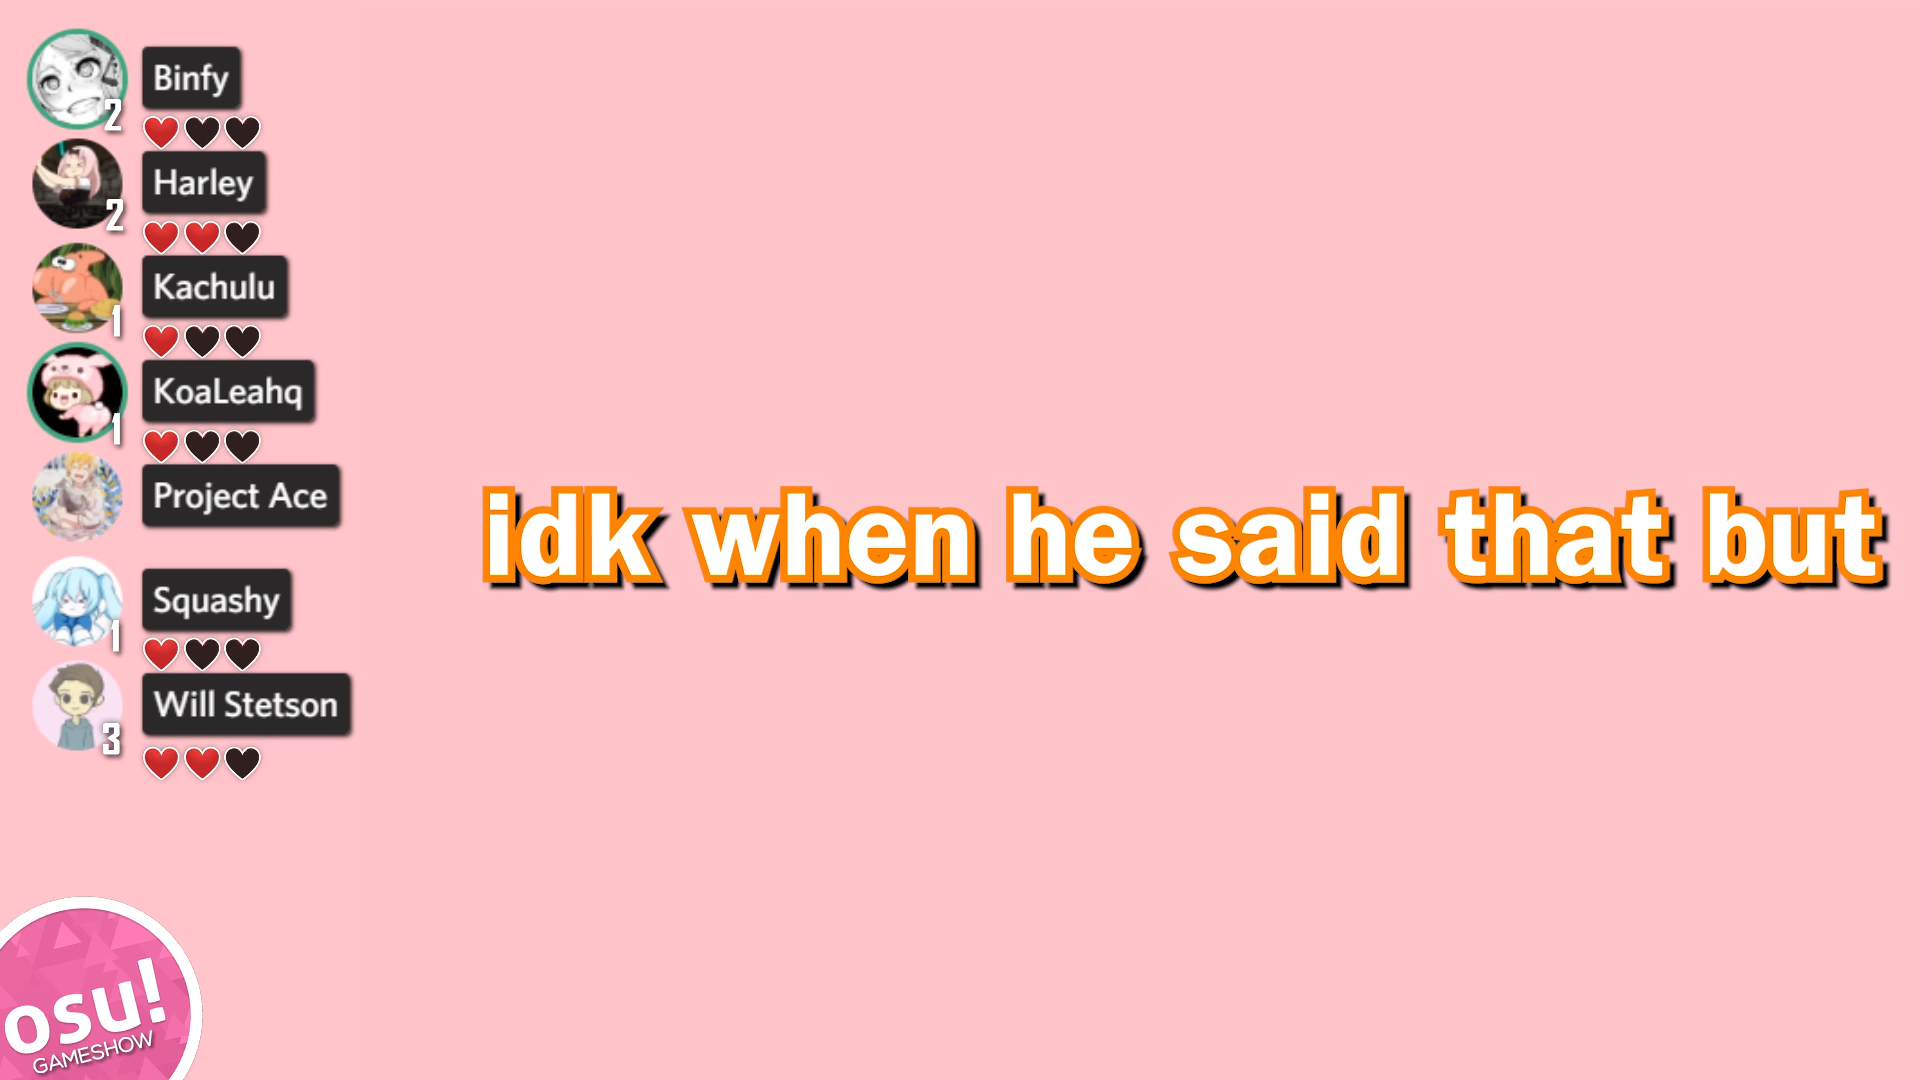 Binfy
2
Harley
2
Kachulu
1
KoaLeahq
1
Project Ace
Squashy
1
Will Stetson
3
idk when he said that but
osu!
GAMESHOW